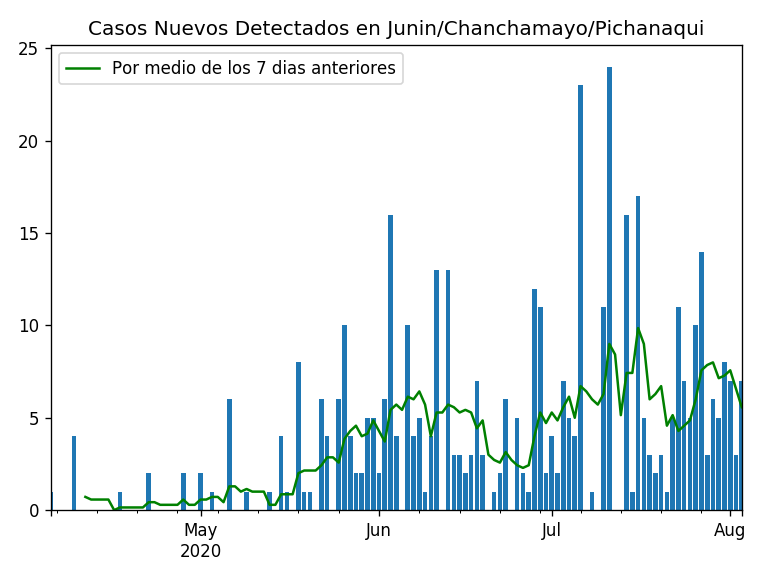 Casos Nuevos Detectados en Junin/Chanchamayo/Pichanaqui
Por medio de los 7 dias anteriores
25
20
15
10
5
0
May
2020
Jun
Jul
Aug